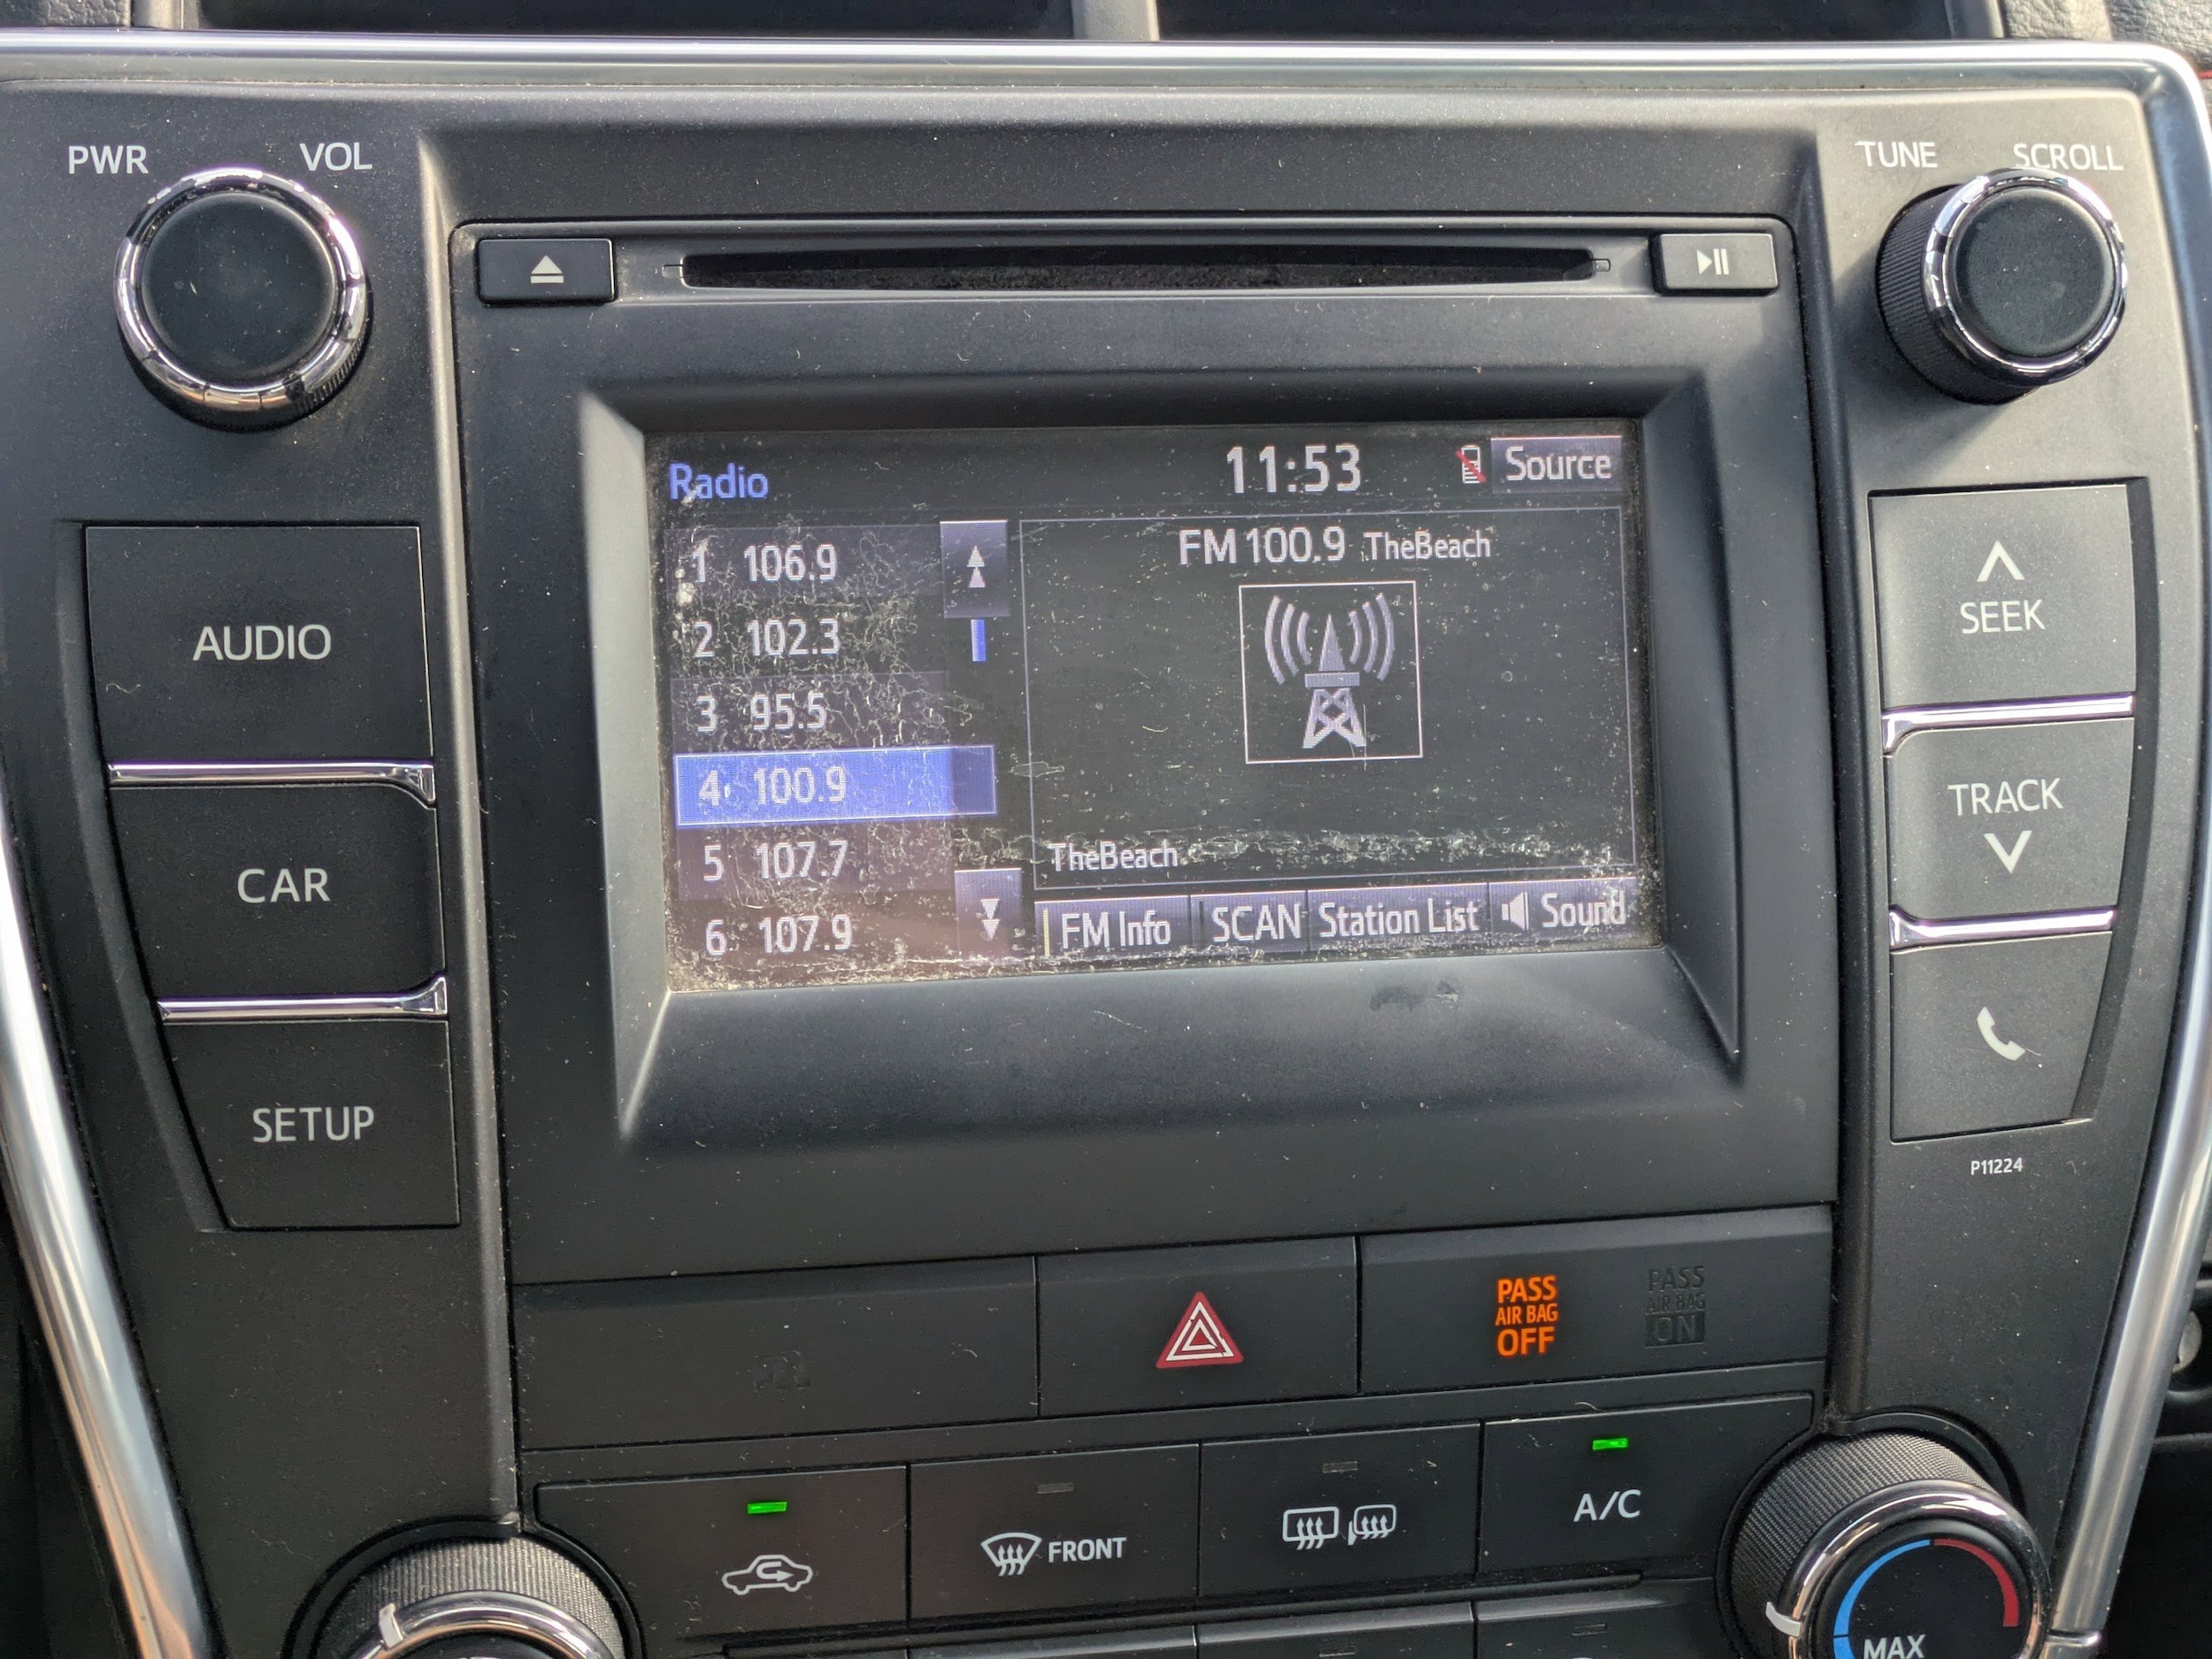 PWR VOL
TUNE SCROLL
Radio 11:53 Source
1 106.9
2 102.3
3 95.5
4 100.9
5 107.7
6 107.9
FM 100.9 TheBeach
TheBeach
FM Info SCAN Station List Sound
AUDIO
CAR
SETUP
SEEK
TRACK
P11224
PASS
AIR BAG
OFF
PASS
AIR BAG
ON
FRONT
A/C
MAX